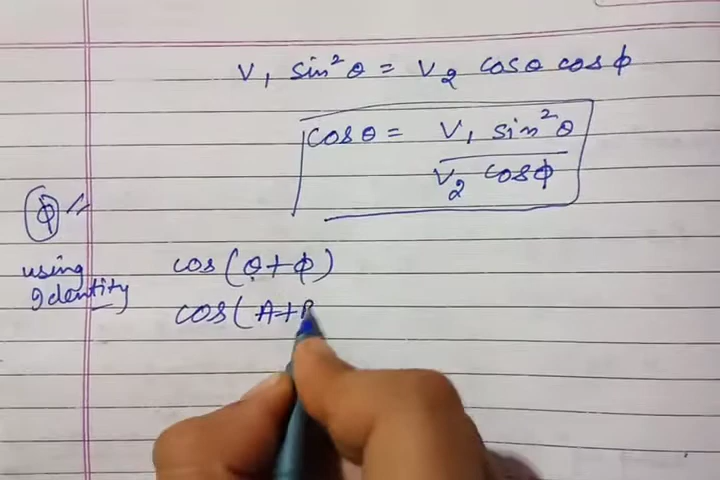 V₁ sin²θ = V₂ cosθ cosϕ
cosθ = V₁ sin²θ
V₂ cosϕ
ϕ //
using cos(θ+ϕ)
Identity cos(A+B